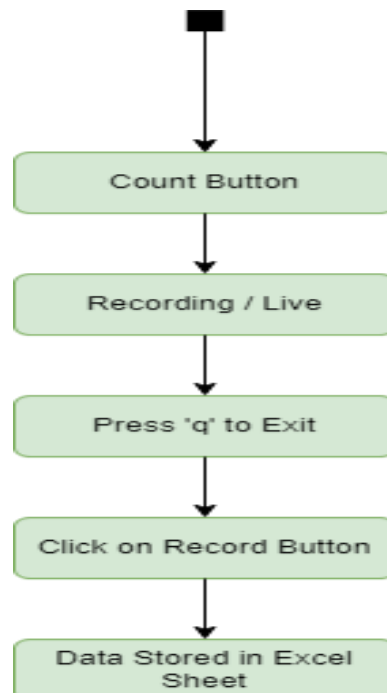 Count Button
Recording / Live
Press 'q' to Exit
Click on Record Button
Data Stored in Excel
Sheet